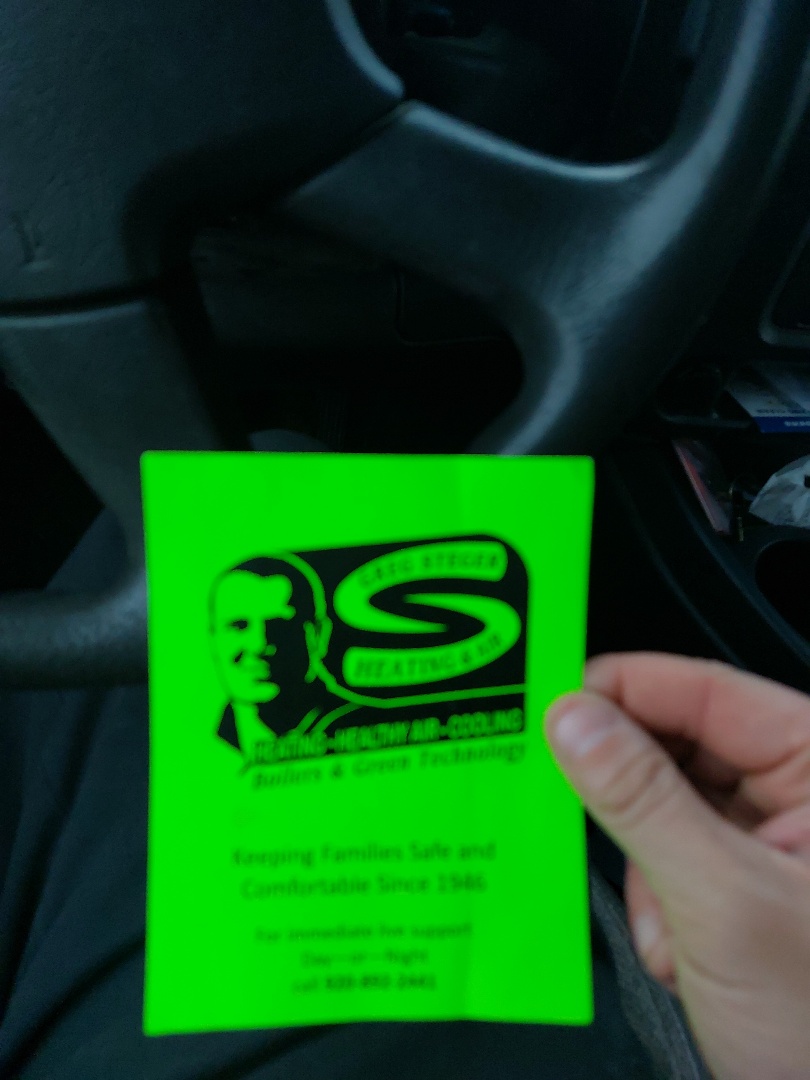 GREG STEGER
HEATING & AIR
HEATING-HEALTHY AIR-COOLING
Boilers & Green Technology
Keeping Families Safe and
Comfortable Since 1946
For immediate live support
Day—or—Night
call